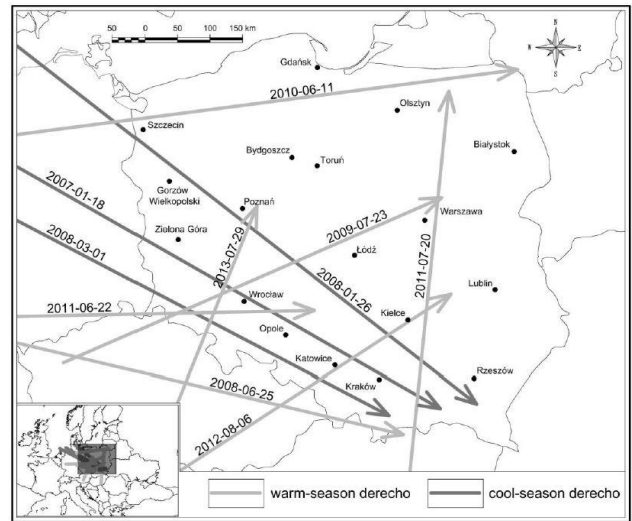 50 0 50 100 150 km
N
W E
S
Gdańsk
2010-06-11
Olsztyn
Szczecin
Białystok
Bydgoszcz
Toruń
Gorzów
Wielkopolski
2007-01-18
Poznań
2009-07-23
Warszawa
Zielona Góra
2013-07-29
2008-03-01
Łódź
2011-07-20
2008-01-26
Lublin
Wrocław
2011-06-22
Kielce
Opole
Katowice
2008-06-25
Kraków
Rzeszów
2012-08-06
warm-season derecho
cool-season derecho